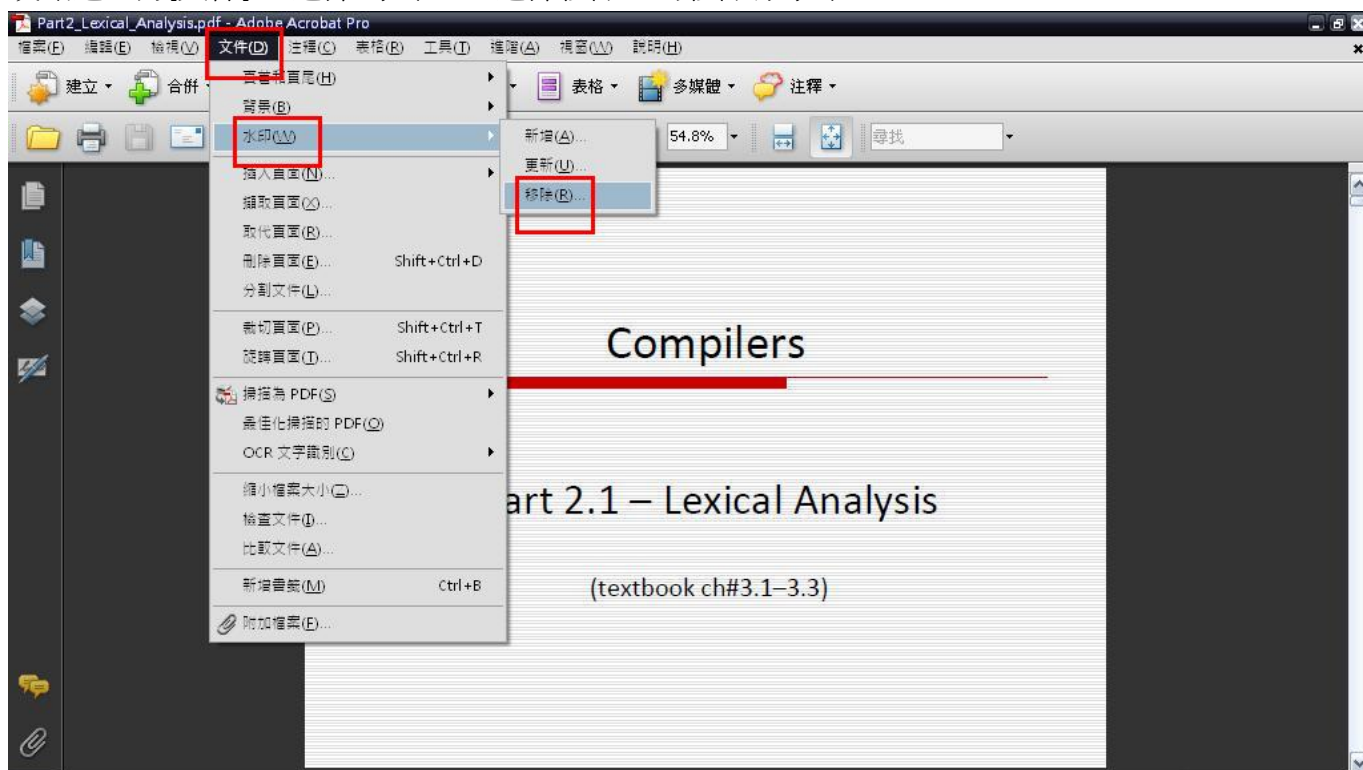 Part2_Lexical_Analysis.pdf - Adobe Acrobat Pro
檔案(F) 編輯(E) 檢視(V) 文件(D) 注釋(C) 表格(R) 工具(T) 進階(A) 視窗(W) 說明(H)
建立 合併 表格 多媒體 注釋
54.8% 尋找
頁首和頁尾(H)
背景(B)
水印(W)
新增(A)...
更新(U)...
移除(R)...
插入頁面(N)...
擷取頁面(X)...
取代頁面(R)...
刪除頁面(E)... Shift+Ctrl+D
分割文件(L)...
裁切頁面(P)... Shift+Ctrl+T
旋轉頁面(T)... Shift+Ctrl+R
掃描為 PDF(S)
最佳化掃描的 PDF(O)
OCR 文字識別(C)
縮小檔案大小(Z)...
檢查文件(I)...
比較文件(A)...
新增書籤(M) Ctrl+B
附加檔案(F)...
Compilers
art 2.1 – Lexical Analysis
(textbook ch#3.1–3.3)